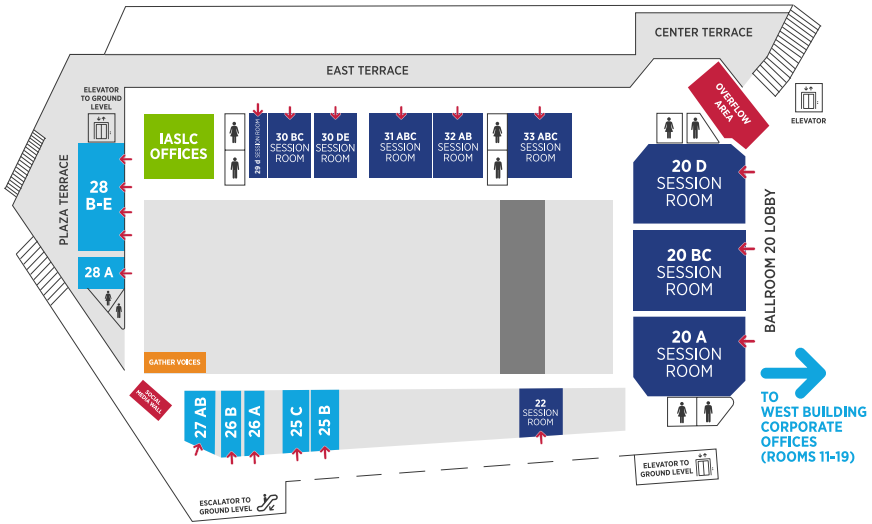 CENTER TERRACE
EAST TERRACE
ELEVATOR
TO GROUND
LEVEL
OVERFLOW
AREA
ELEVATOR
IASLC
OFFICES
29 d SESSION ROOM
30 BC
SESSION
ROOM
30 DE
SESSION
ROOM
31 ABC
SESSION
ROOM
32 AB
SESSION
ROOM
33 ABC
SESSION
ROOM
20 D
SESSION
ROOM
PLAZA TERRACE
28
B-E
28 A
20 BC
SESSION
ROOM
BALLROOM 20 LOBBY
20 A
SESSION
ROOM
GATHER VOICES
SOCIAL
MEDIA WALL
27 AB
26 B
26 A
25 C
25 B
22
SESSION
ROOM
TO
WEST BUILDING
CORPORATE
OFFICES
(ROOMS 11-19)
ELEVATOR TO
GROUND LEVEL
ESCALATOR TO
GROUND LEVEL